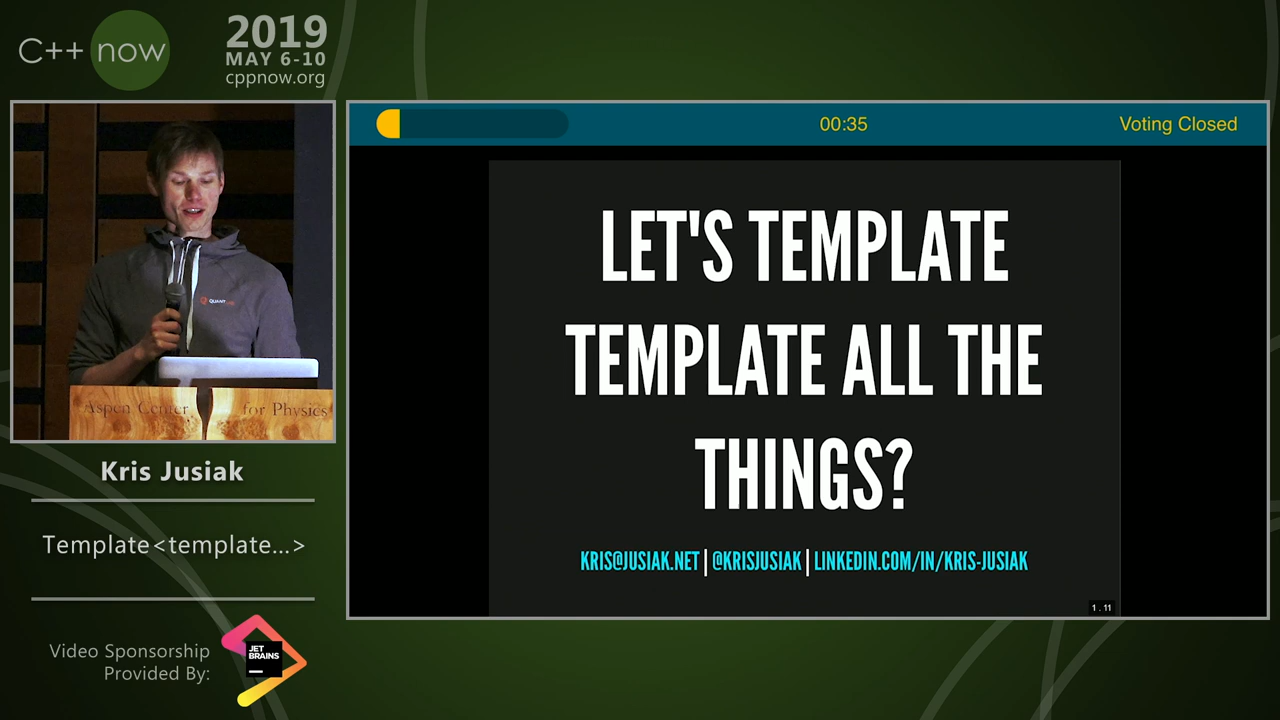 C++ now
2019
MAY 6-10
cppnow.org
00:35
Voting Closed
LET'S TEMPLATE
TEMPLATE ALL THE
THINGS?
KRIS@JUSIAK.NET | @KRISJUSIAK | LINKEDIN.COM/IN/KRIS-JUSIAK
1.11
QUANT
Aspen Center for Physics
Kris Jusiak
Template<template...>
Video Sponsorship
Provided By:
JET
BRAINS